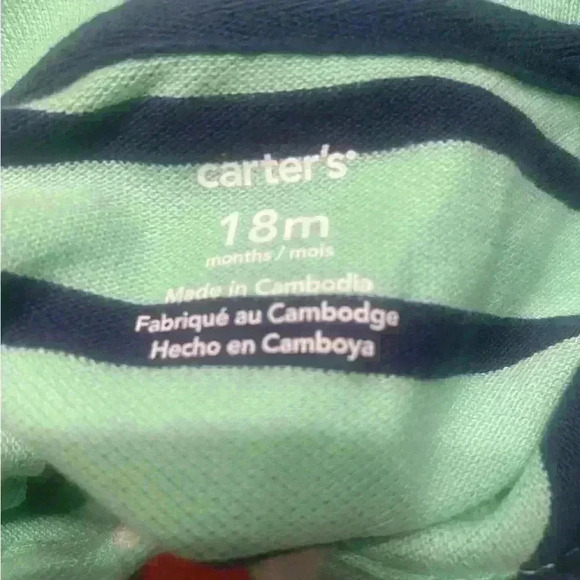 carter's®
18m
months / mois
Made in Cambodia
Fabriqué au Cambodge
Hecho en Camboya